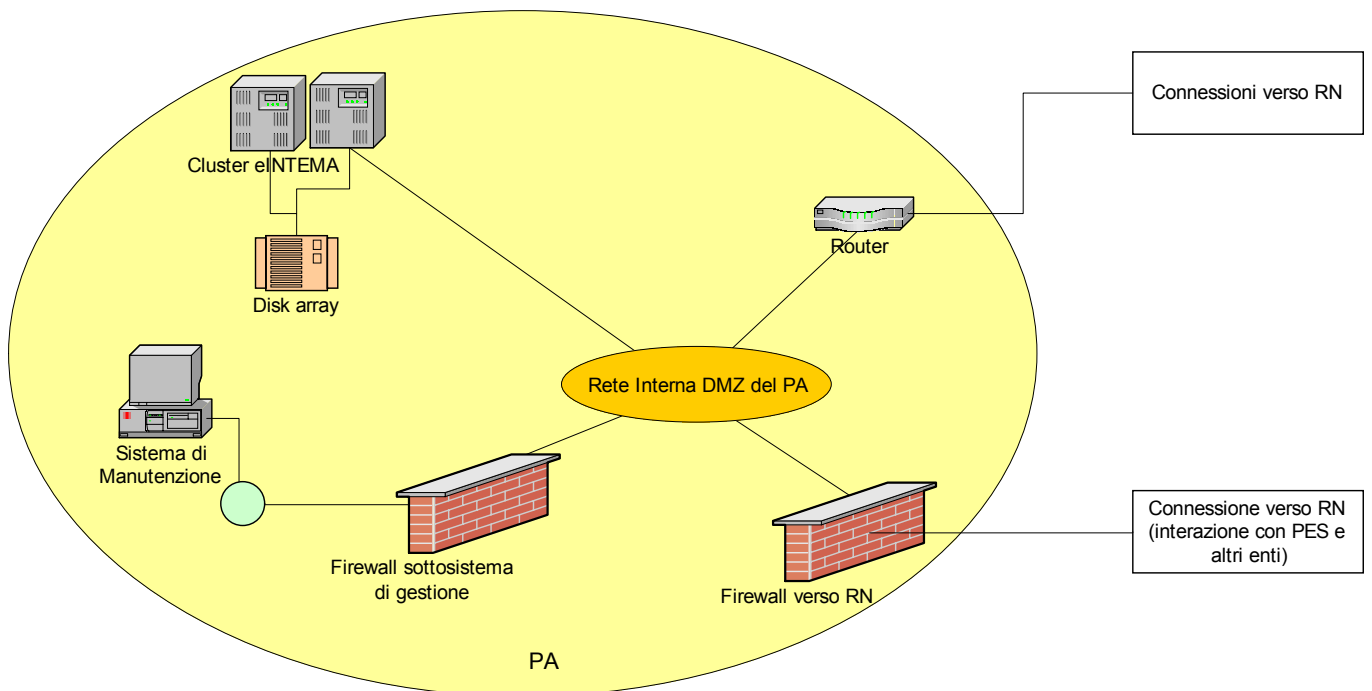 Connessioni verso RN
Cluster eINTEMA
Router
Disk array
Rete Interna DMZ del PA
Sistema di
Manutenzione
Connessione verso RN
(interazione con PES e
altri enti)
Firewall sottosistema
di gestione
Firewall verso RN
PA